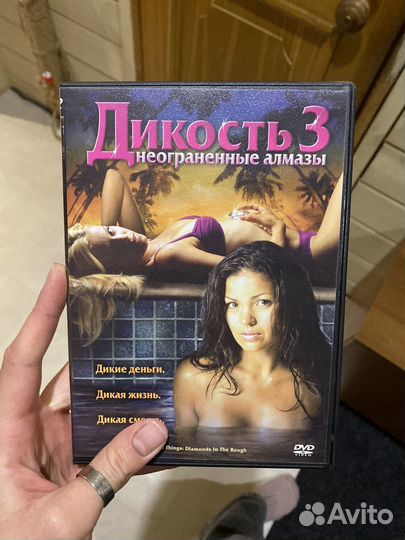 Дикость 3
неограненные алмазы
Дикие деньги.
Дикая жизнь.
Дикая смерть.
Things: Diamonds In The Rough
DVD
VIDEO
Avito